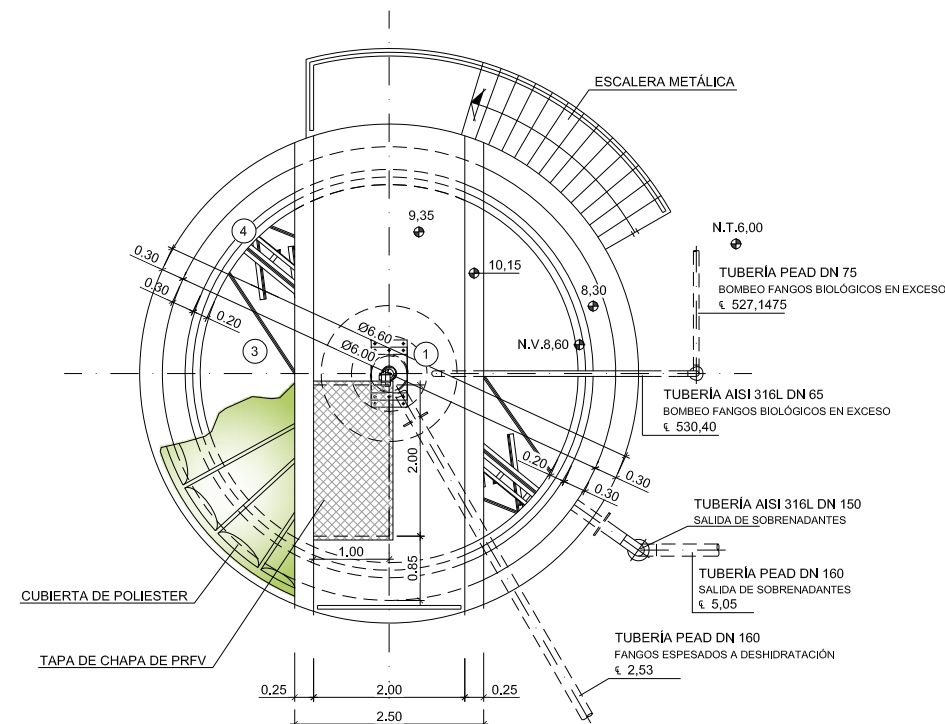 ESCALERA METÁLICA
4
9,35
N.T.6,00
0.30
0.30
0.20
10,15
8,30
TUBERÍA PEAD DN 75
BOMBEO FANGOS BIOLÓGICOS EN EXCESO
℄ 527,1475
Ø6.60
Ø6.00
3
1
N.V.8,60
TUBERÍA AISI 316L DN 65
BOMBEO FANGOS BIOLÓGICOS EN EXCESO
℄ 530,40
2.00
0.20
0.30
0.30
TUBERÍA AISI 316L DN 150
SALIDA DE SOBRENADANTES
1.00
0.85
TUBERÍA PEAD DN 160
SALIDA DE SOBRENADANTES
℄ 5,05
CUBIERTA DE POLIESTER
TUBERÍA PEAD DN 160
FANGOS ESPESADOS A DESHIDRATACIÓN
℄ 2,53
TAPA DE CHAPA DE PRFV
0.25
2.00
0.25
2.50